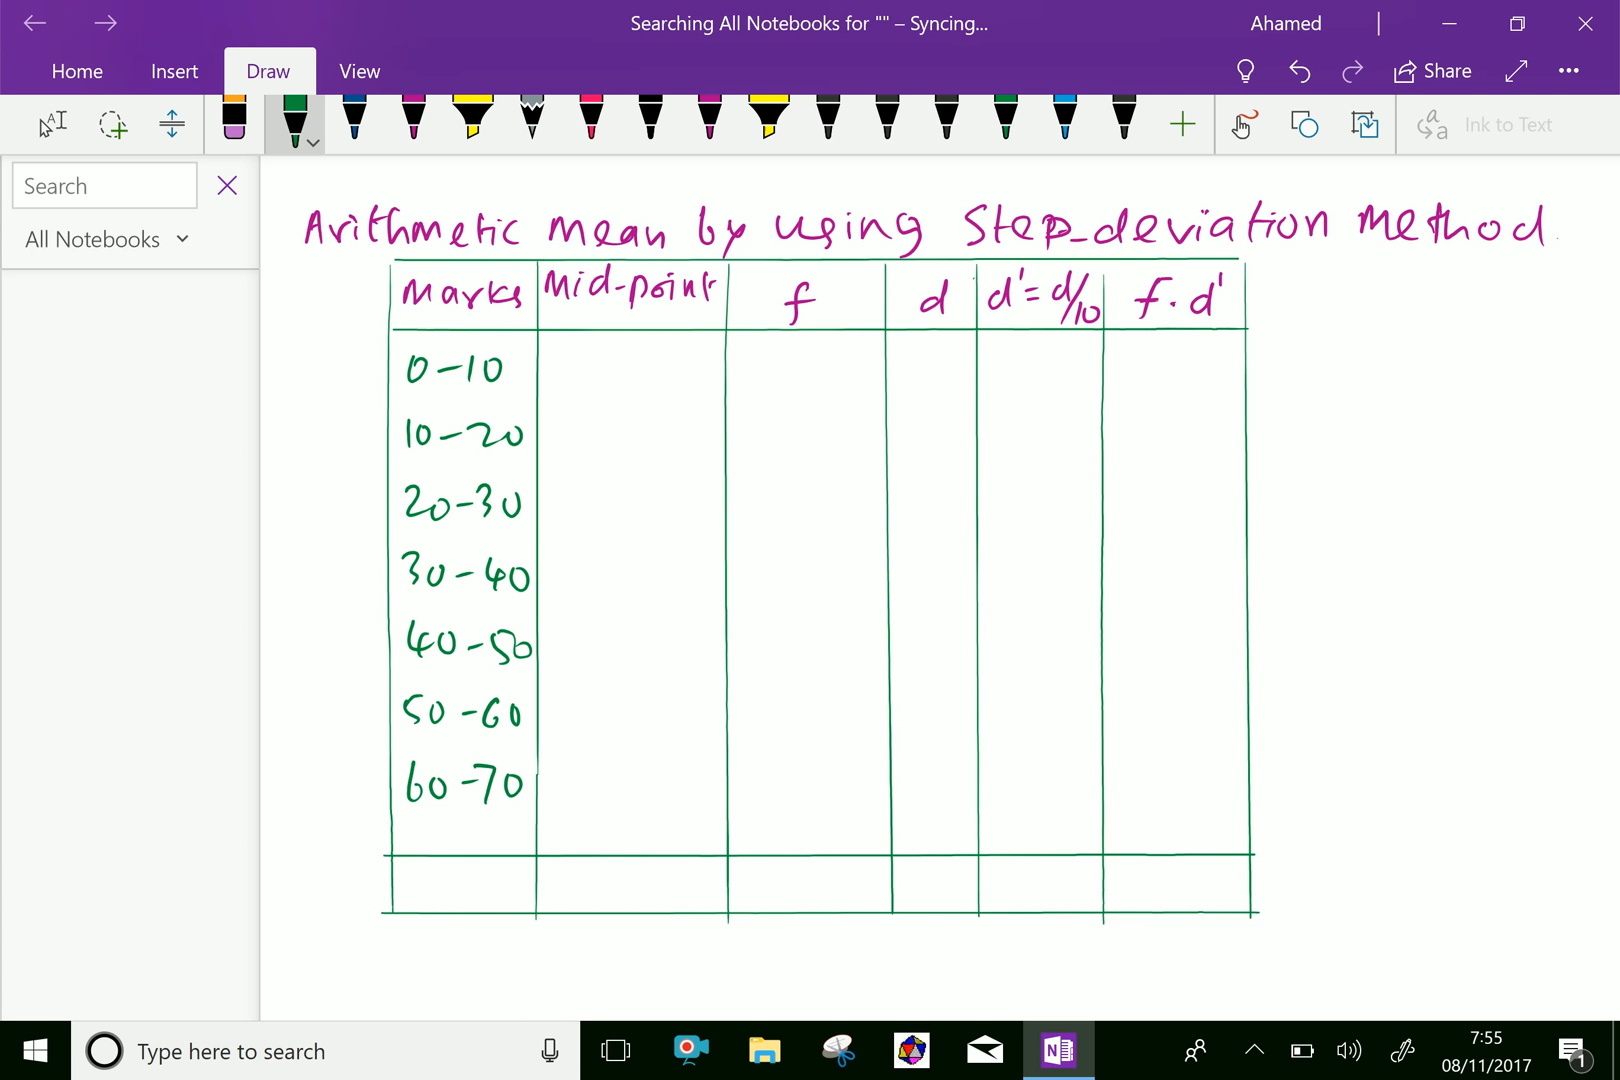 Searching All Notebooks for "" – Syncing...
Ahamed
Home Insert Draw View
Share
Ink to Text
Search
All Notebooks
Arithmetic mean by using Step-deviation Method.
Marks Mid-point f d d'=d/10 f.d'
0-10
10-20
20-30
30-40
40-50
50-60
60-70
Type here to search
7:55
08/11/2017
1